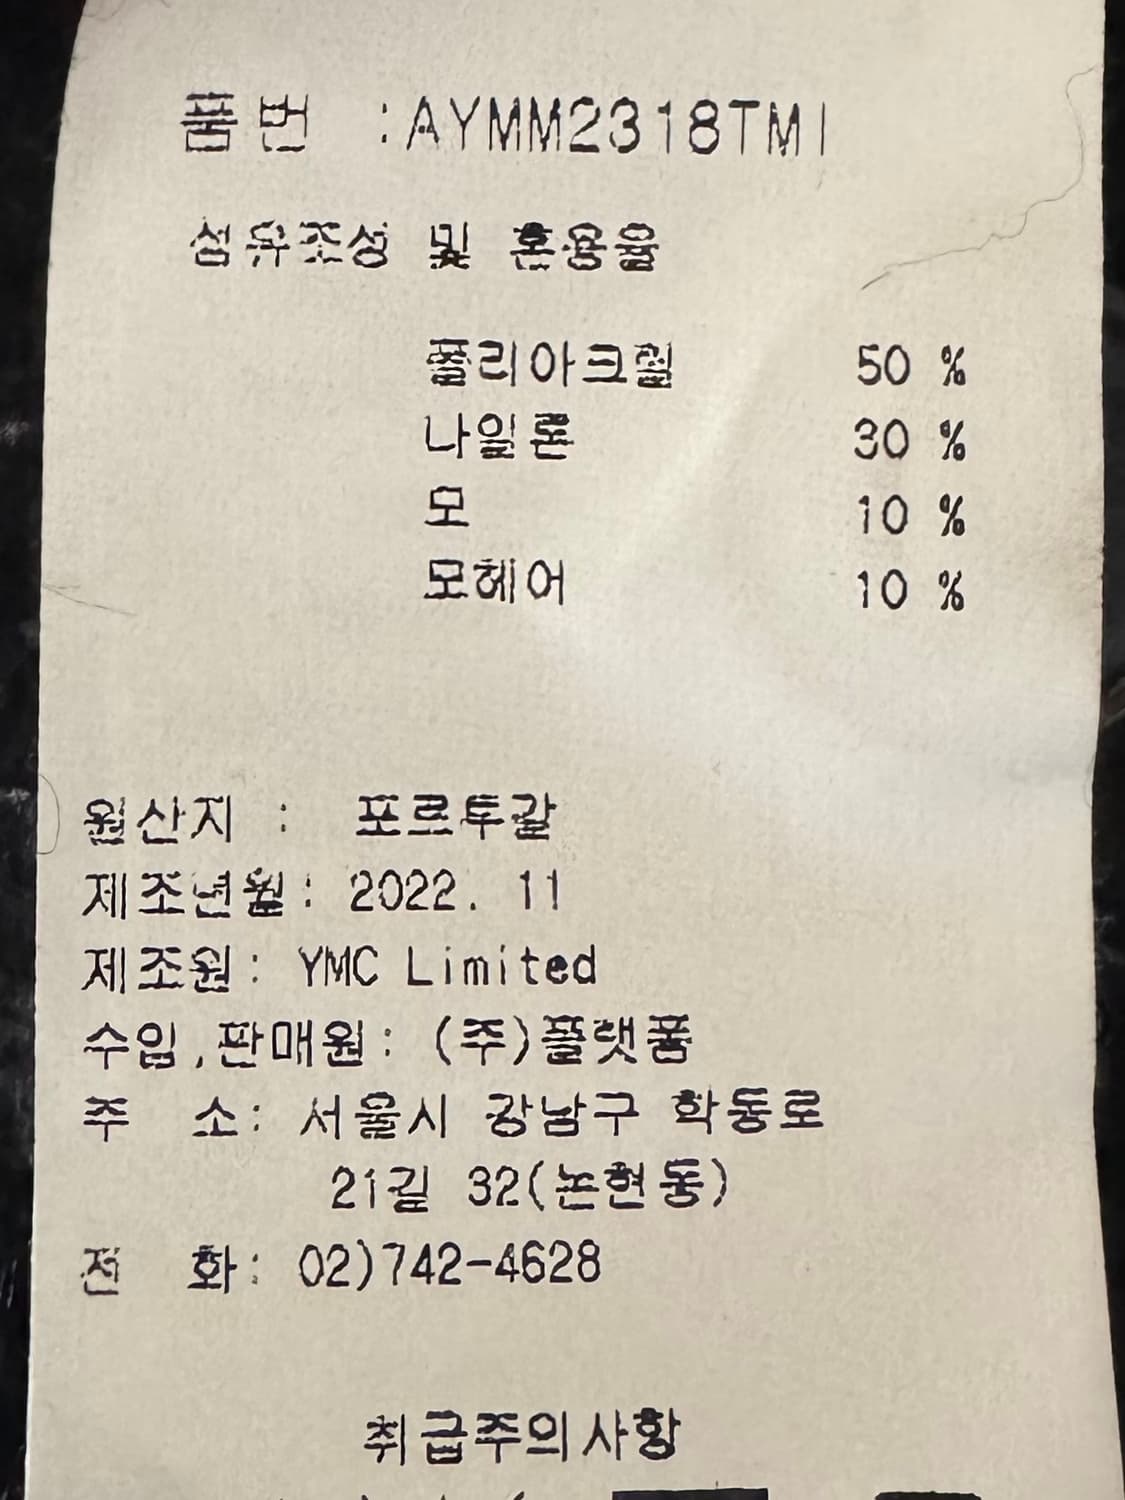 품번 :AYMM2318TMI
섬유조성 및 혼용율
폴리아크릴 50 %
나일론 30 %
모 10 %
모헤어 10 %
원산지 : 포르투갈
제조년월: 2022. 11
제조원: YMC Limited
수입,판매원: (주)플랫폼
주 소: 서울시 강남구 학동로
21길 32(논현동)
전 화: 02)742-4628
취급주의사항